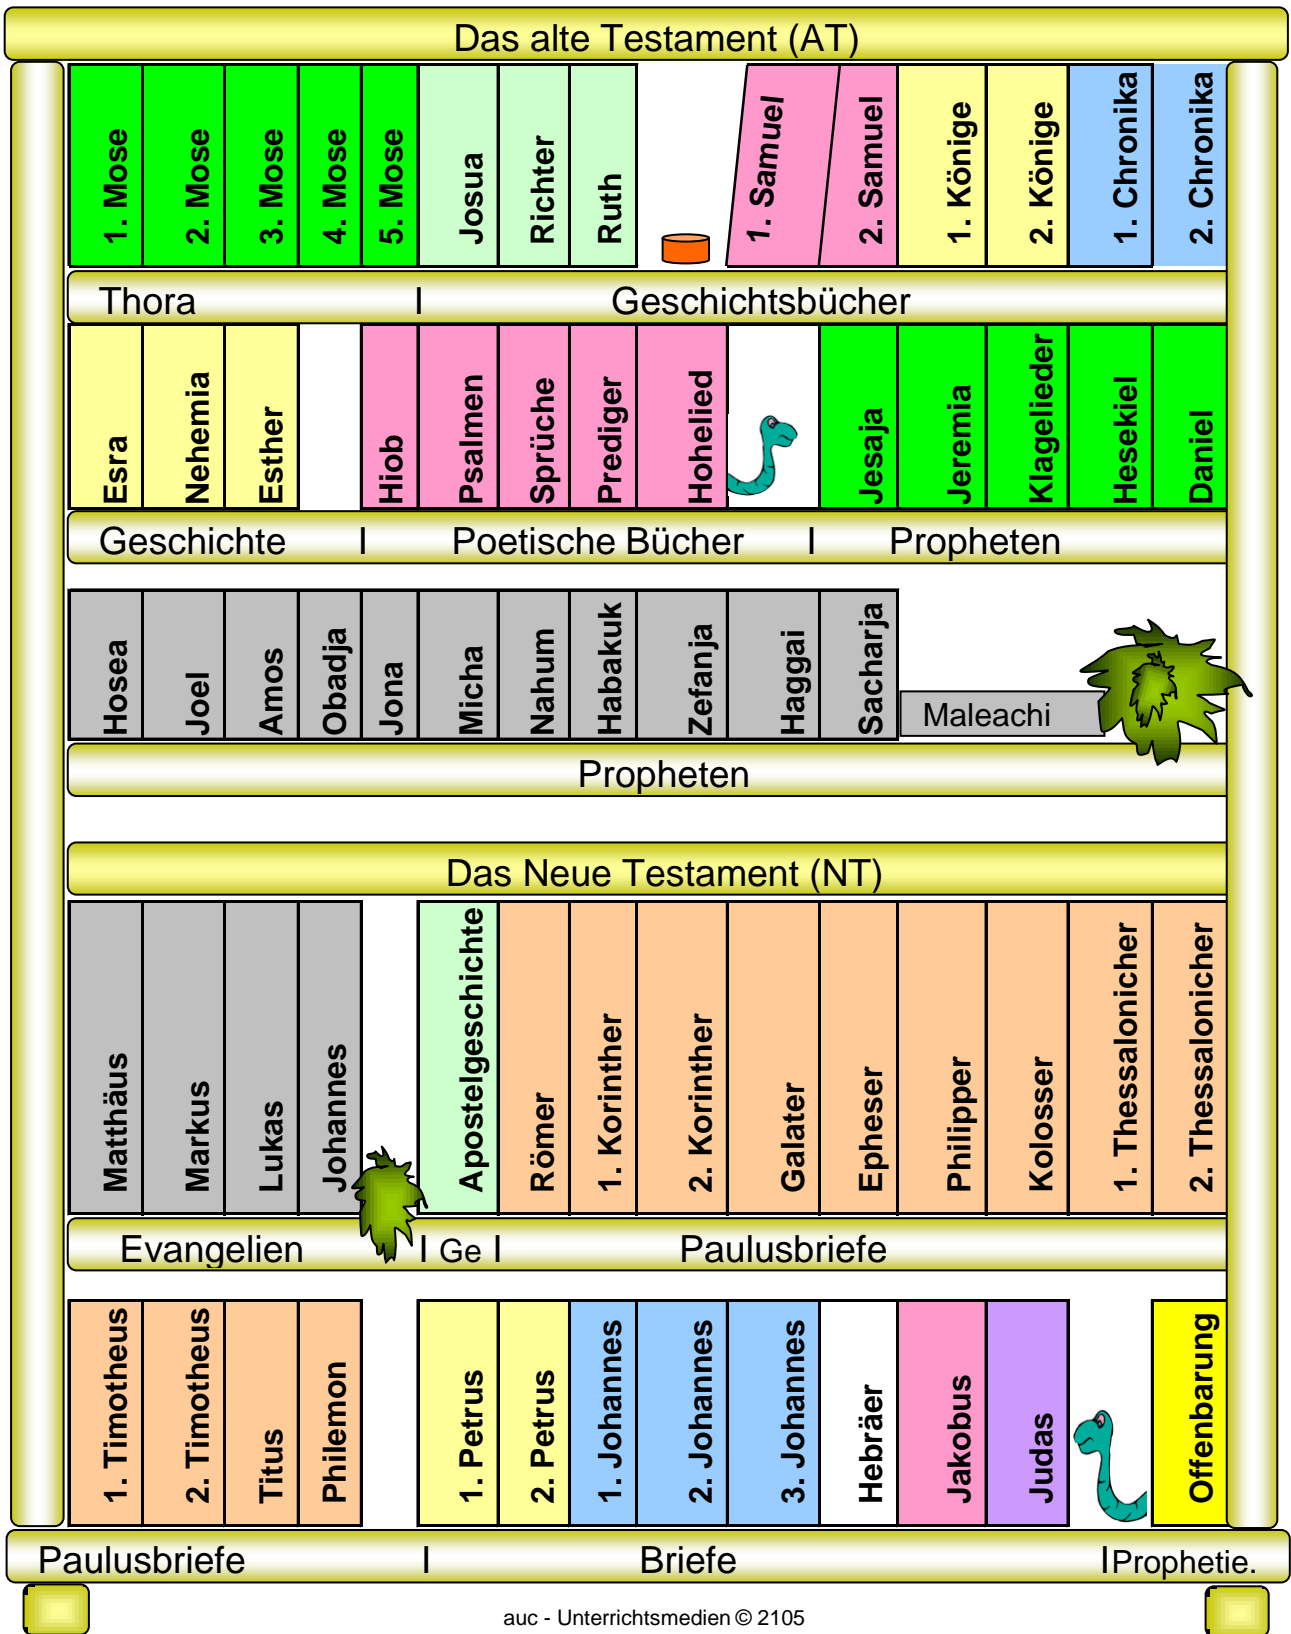 Das alte Testament (AT)
1. Mose
2. Mose
3. Mose
4. Mose
5. Mose
Josua
Richter
Ruth
1. Samuel
2. Samuel
1. Könige
2. Könige
1. Chronika
2. Chronika
Thora I Geschichtsbücher
Esra
Nehemia
Esther
Hiob
Psalmen
Sprüche
Prediger
Hohelied
Jesaja
Jeremia
Klagelieder
Hesekiel
Daniel
Geschichte I Poetische Bücher I Propheten
Hosea
Joel
Amos
Obadja
Jona
Micha
Nahum
Habakuk
Zefanja
Haggai
Sacharja
Maleachi
Propheten
Das Neue Testament (NT)
Matthäus
Markus
Lukas
Johannes
Apostelgeschichte
Römer
1. Korinther
2. Korinther
Galater
Epheser
Philipper
Kolosser
1. Thessalonicher
2. Thessalonicher
Evangelien I Ge I Paulusbriefe
1. Timotheus
2. Timotheus
Titus
Philemon
1. Petrus
2. Petrus
1. Johannes
2. Johannes
3. Johannes
Hebräer
Jakobus
Judas
Offenbarung
Paulusbriefe I Briefe I Prophetie.
auc - Unterrichtsmedien © 2105